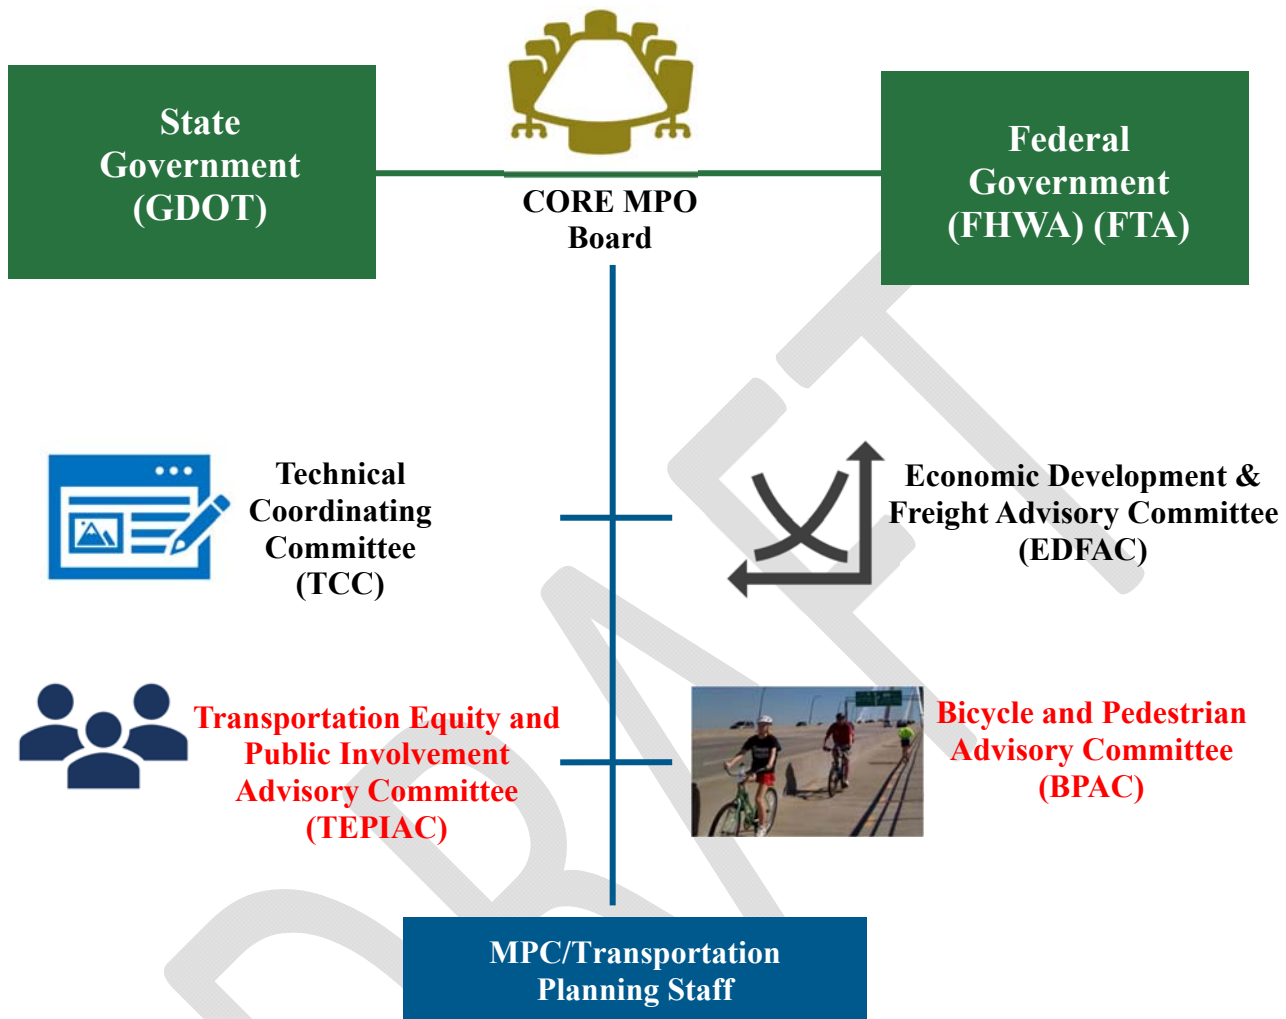 State
Government
(GDOT)
CORE MPO
Board
Federal
Government
(FHWA) (FTA)
Technical
Coordinating
Committee
(TCC)
Economic Development &
Freight Advisory Committee
(EDFAC)
Transportation Equity and
Public Involvement
Advisory Committee
(TEPIAC)
Bicycle and Pedestrian
Advisory Committee
(BPAC)
MPC/Transportation
Planning Staff
DRAFT